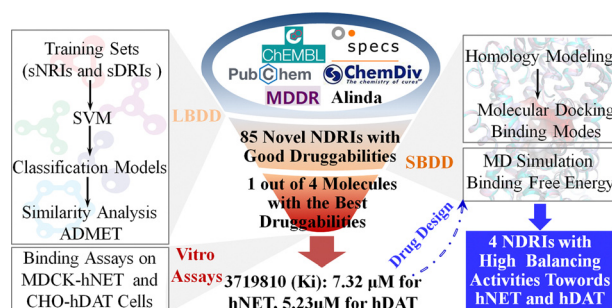 Training Sets
(sNRIs and sDRIs )
SVM
Classification Models
Similarity Analysis
ADMET
Binding Assays on
MDCK-hNET and
CHO-hDAT Cells
LBDD
Vitro
Assays
ChEMBL
specs
PubChem
ChemDiv
The chemistry of cures
MDDR
Alinda
85 Novel NDRIs with
Good Druggabilities
1 out of 4 Molecules
with the Best
Druggabilities
3719810 (Ki): 7.32 μM for
hNET, 5.23μM for hDAT
SBDD
Drug Design
Homology Modeling
Molecular Docking
Binding Modes
MD Simulation
Binding Free Energy
4 NDRIs with
High Balancing
Activities Towards
hNET and hDAT